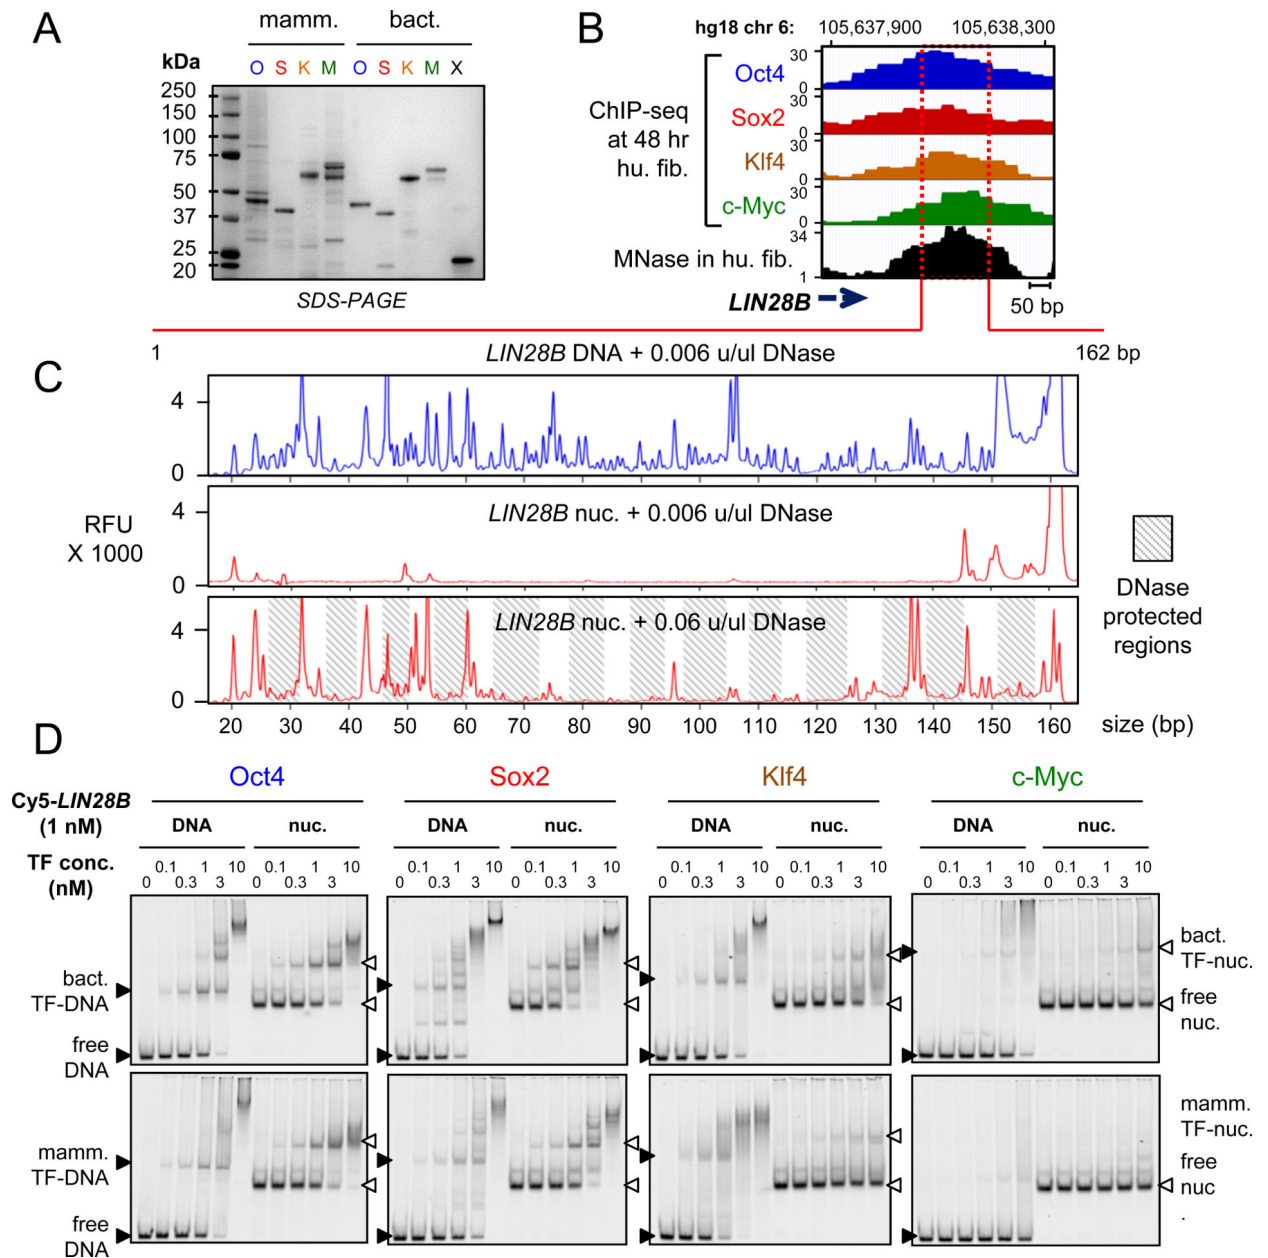 A
mamm.
bact.
kDa
O S K M O S K M X
250
150
100
75
50
37
25
20
SDS-PAGE
B
hg18 chr 6:
105,637,900
105,638,300
ChIP-seq
at 48 hr
hu. fib.
Oct4
30
0
Sox2
30
0
Klf4
30
0
c-Myc
30
0
MNase in hu. fib.
34
1
LIN28B
50 bp
1
162 bp
C
LIN28B DNA + 0.006 u/ul DNase
4
0
LIN28B nuc. + 0.006 u/ul DNase
4
0
LIN28B nuc. + 0.06 u/ul DNase
4
0
RFU
X 1000
DNase
protected
regions
20 30 40 50 60 70 80 90 100 110 120 130 140 150 160
size (bp)
D
Oct4
Sox2
Klf4
c-Myc
Cy5-LIN28B
(1 nM)
DNA nuc. DNA nuc. DNA nuc. DNA nuc.
TF conc.
(nM)
0.1 1 10 0.1 1 10 0.1 1 10 0.1 1 10 0.1 1 10 0.1 1 10 0.1 1 10 0.1 1 10
0 0.3 3 0 0.3 3 0 0.3 3 0 0.3 3 0 0.3 3 0 0.3 3 0 0.3 3 0 0.3 3
bact.
TF-DNA
free
DNA
bact.
TF-nuc.
free
nuc.
mamm.
TF-DNA
free
DNA
mamm.
TF-nuc.
free
nuc
.